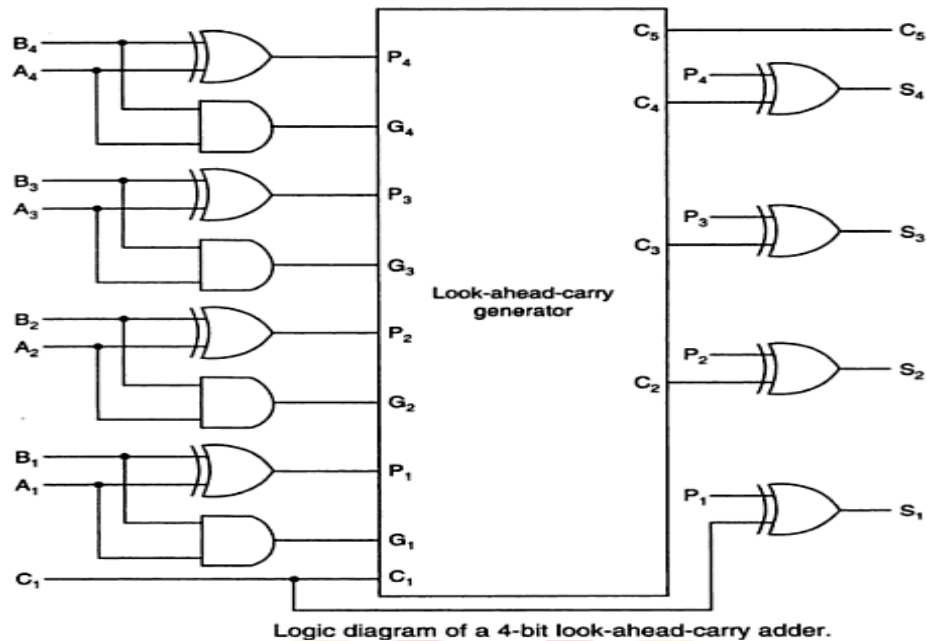 B₄
A₄
P₄
G₄
B₃
A₃
P₃
G₃
B₂
A₂
P₂
G₂
B₁
A₁
P₁
G₁
C₁
C₁
Look-ahead-carry
generator
C₅
C₅
P₄
C₄
S₄
P₃
C₃
S₃
P₂
C₂
S₂
P₁
S₁
Logic diagram of a 4-bit look-ahead-carry adder.